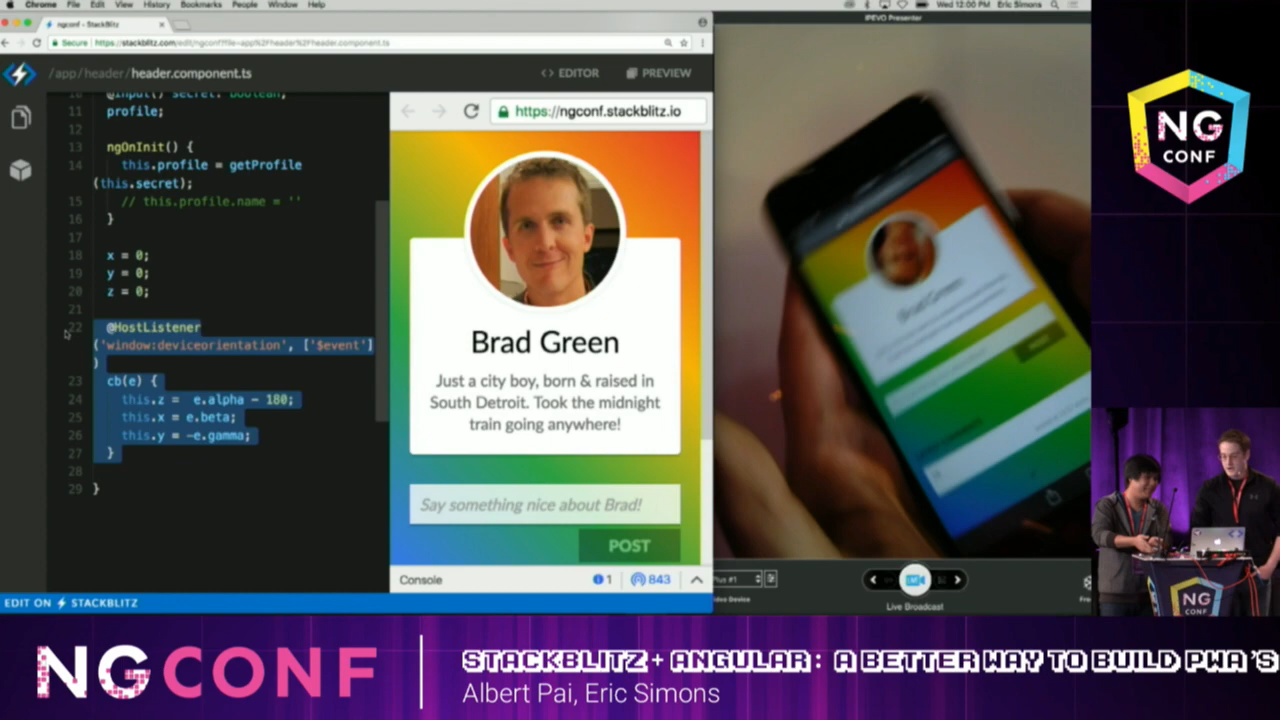 Chrome File Edit View History Bookmarks People Window Help
Wed 12:00 PM Eric Simons
ngconf - StackBlitz
IPEVO Presenter
Secure https://stackblitz.com/edit/ngconf?file=app%2Fheader%2Fheader.component.ts
/app/header/header.component.ts
EDITOR
PREVIEW
10 @Input() secret: boolean;
11 profile;
12
13 ngOnInit() {
14 this.profile = getProfile
(this.secret);
15 // this.profile.name = ''
16 }
17
18 x = 0;
19 y = 0;
20 z = 0;
21
22 @HostListener
('window:deviceorientation', ['$event']
)
23 cb(e) {
24 this.z = e.alpha - 180;
25 this.x = e.beta;
26 this.y = -e.gamma;
27 }
28
29 }
https://ngconf.stackblitz.io
Brad Green
Just a city boy, born & raised in
South Detroit. Took the midnight
train going anywhere!
Say something nice about Brad!
POST
Console
1
843
EDIT ON STACKBLITZ
Brad Green
Live Broadcast
NG
CONF
NG
CONF
NGCONF
STACKBLITZ + ANGULAR: A BETTER WAY TO BUILD PWA'S
Albert Pai, Eric Simons